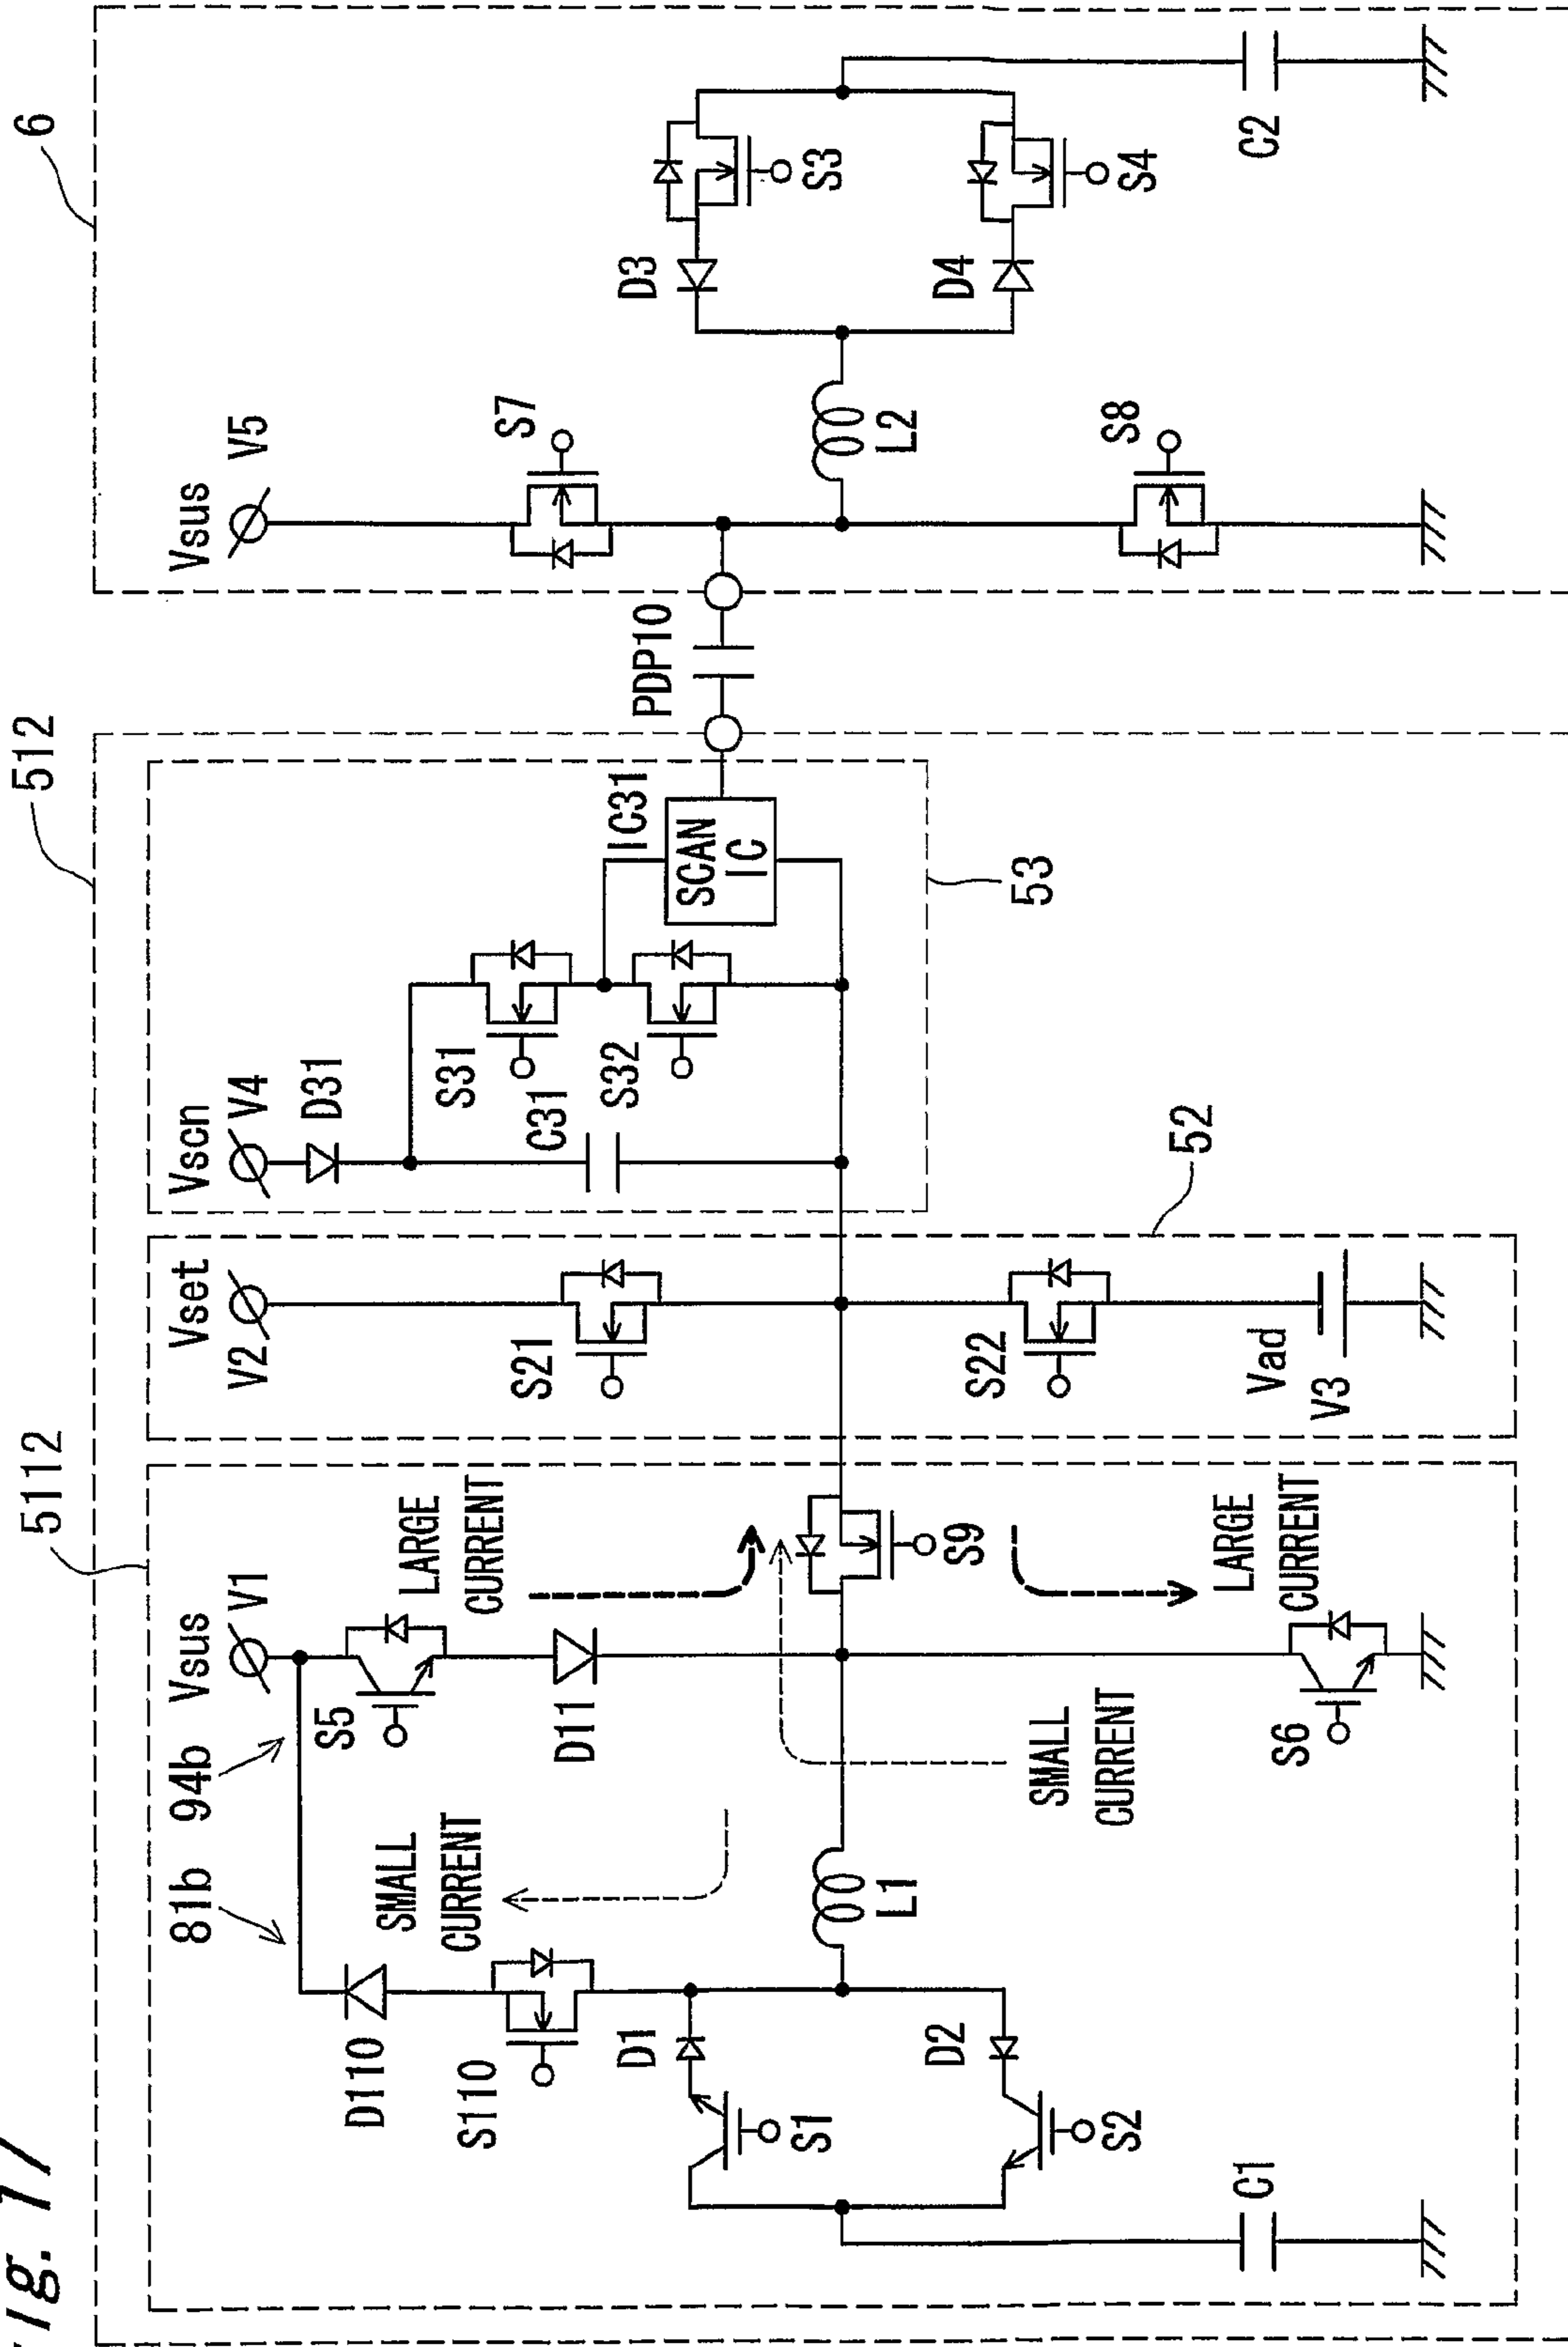 Fig. 17
5112
512
6
81b
94b
Vsus
V1
V2
Vset
Vscn
V4
Vsus
V5
D110
SMALL
CURRENT
S5
LARGE
CURRENT
D31
S110
D11
S21
S31
C31
S32
IC31
SCAN
IC
PDP10
S7
D3
S3
D1
S1
L1
S9
L2
D2
S2
SMALL
CURRENT
LARGE
CURRENT
S22
53
D4
S4
S8
C1
S6
Vad
V3
52
C2